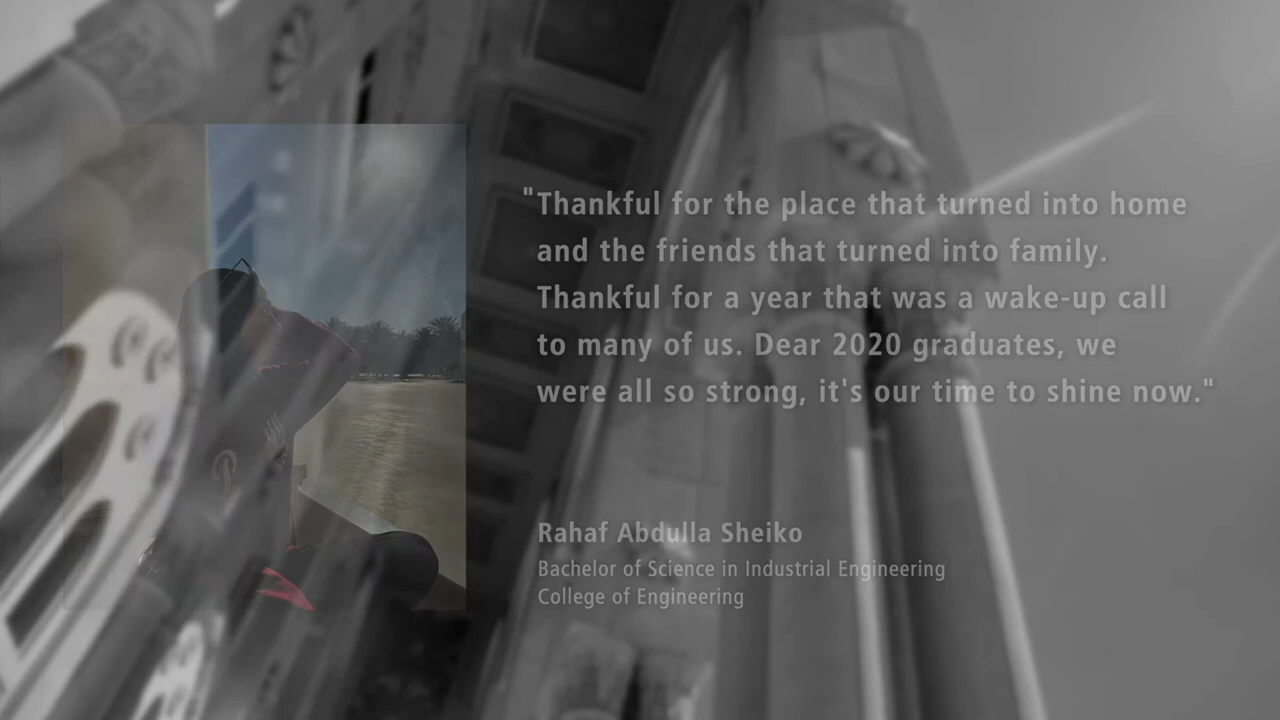 "Thankful for the place that turned into home
and the friends that turned into family.
Thankful for a year that was a wake-up call
to many of us. Dear 2020 graduates, we
were all so strong, it's our time to shine now."
Rahaf Abdulla Sheiko
Bachelor of Science in Industrial Engineering
College of Engineering